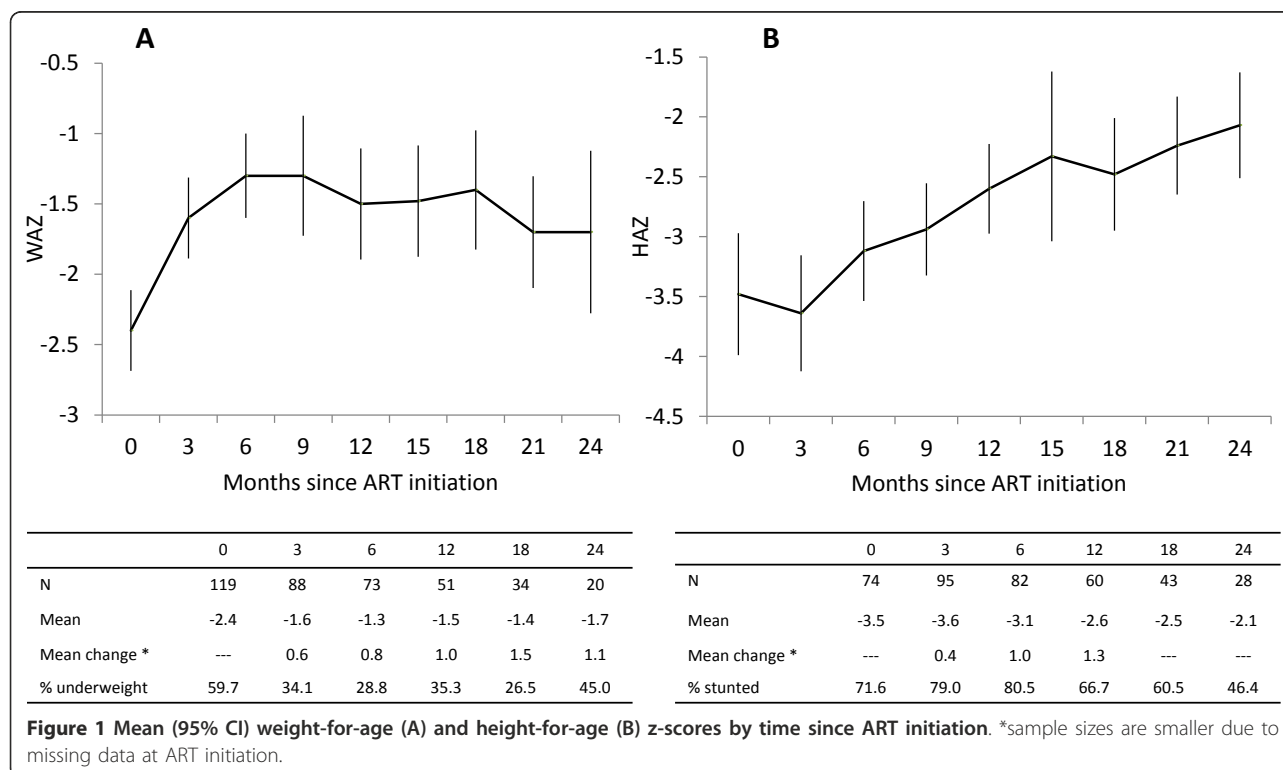 A
-0.5
-1
-1.5
-2
-2.5
-3
WAZ
0 3 6 9 12 15 18 21 24
Months since ART initiation
B
-1.5
-2
-2.5
-3
-3.5
-4
-4.5
HAZ
0 3 6 9 12 15 18 21 24
Months since ART initiation
0 3 6 12 18 24
N 119 88 73 51 34 20
Mean -2.4 -1.6 -1.3 -1.5 -1.4 -1.7
Mean change * --- 0.6 0.8 1.0 1.5 1.1
% underweight 59.7 34.1 28.8 35.3 26.5 45.0
0 3 6 12 18 24
N 74 95 82 60 43 28
Mean -3.5 -3.6 -3.1 -2.6 -2.5 -2.1
Mean change * --- 0.4 1.0 1.3 --- ---
% stunted 71.6 79.0 80.5 66.7 60.5 46.4
Figure 1 Mean (95% CI) weight-for-age (A) and height-for-age (B) z-scores by time since ART initiation. *sample sizes are smaller due to
missing data at ART initiation.